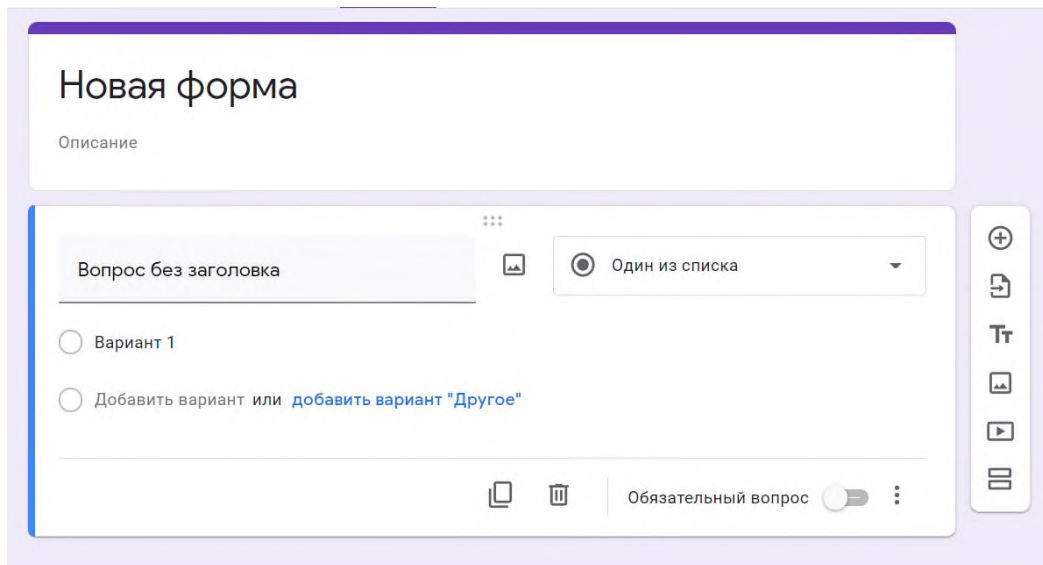 Новая форма
Описание
Вопрос без заголовка
Один из списка
Вариант 1
Добавить вариант или добавить вариант "Другое"
Обязательный вопрос